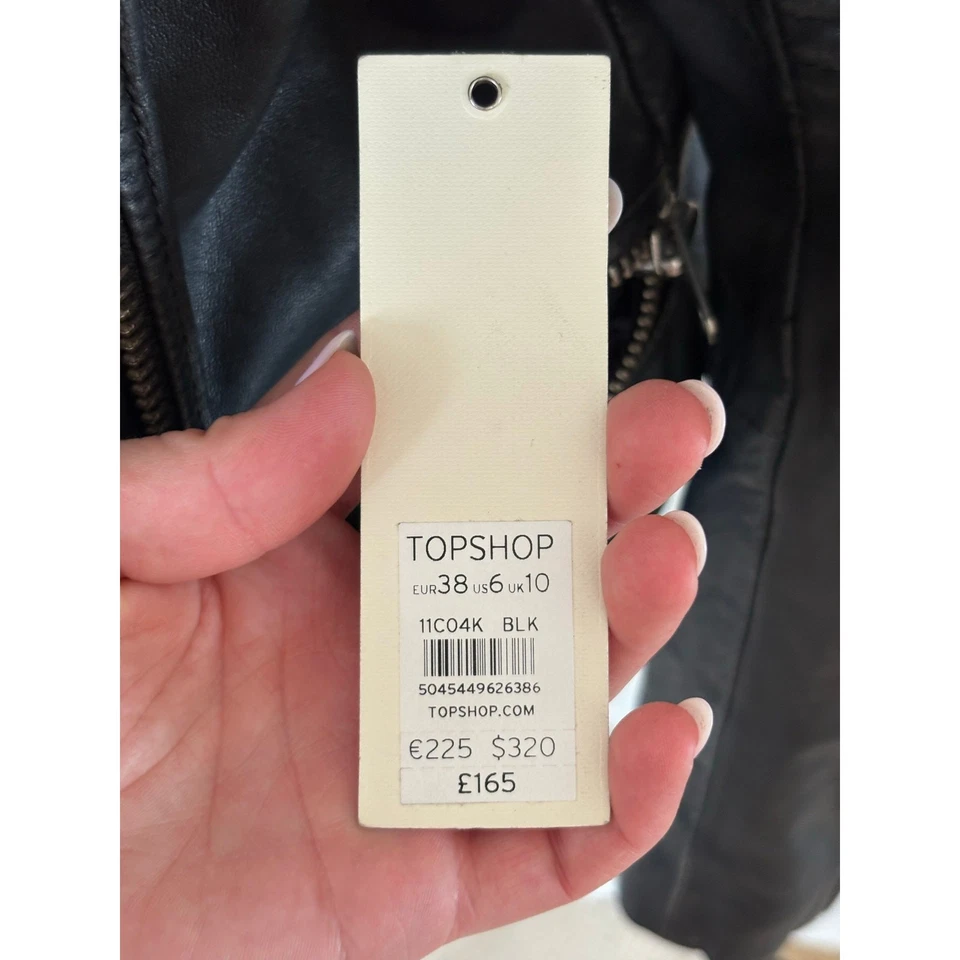 TOPSHOP
EUR38 US6 UK10
11C04K BLK
5045449626386
TOPSHOP.COM
€225 $320
£165